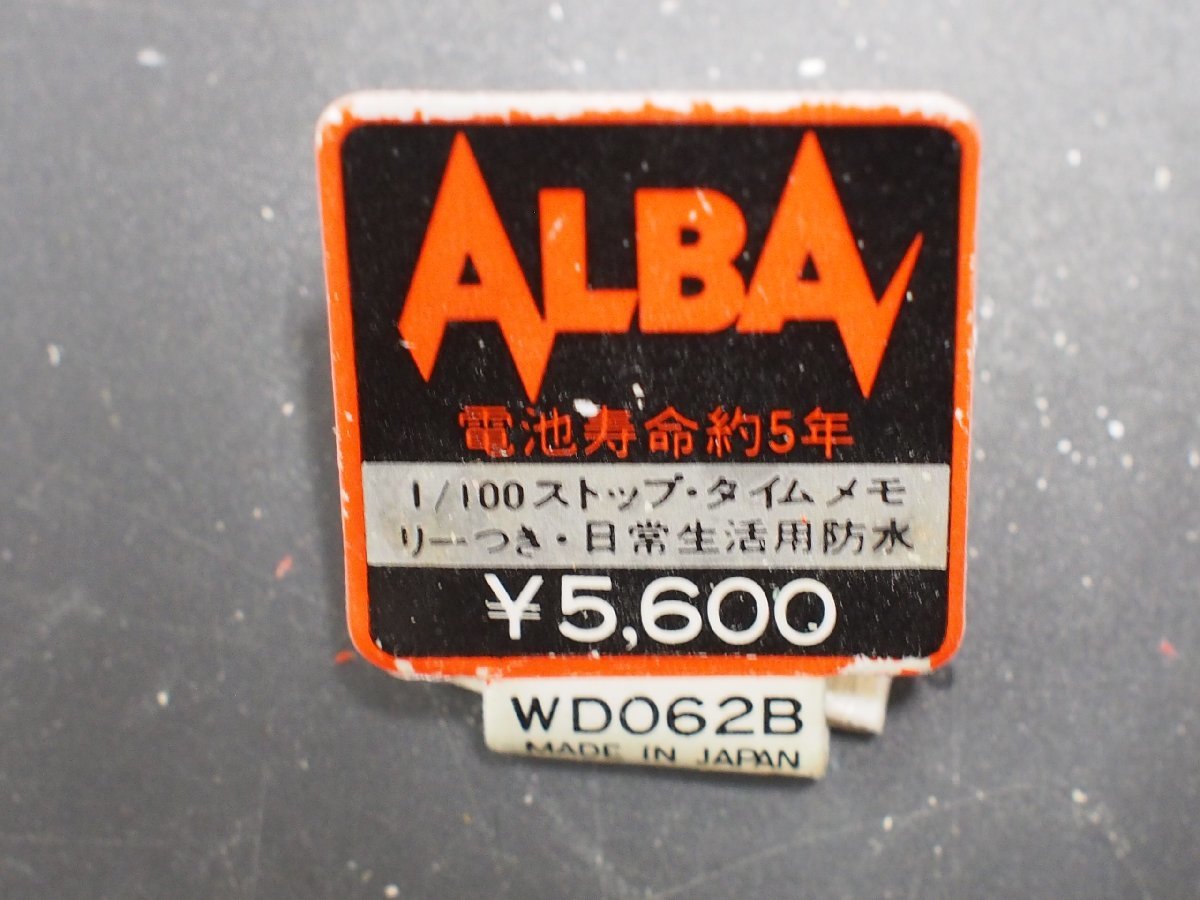 ALBA
電池寿命約5年
1/100ストップ・タイムメモ
リーつき・日常生活用防水
¥5,600
WD062B
MADE IN JAPAN